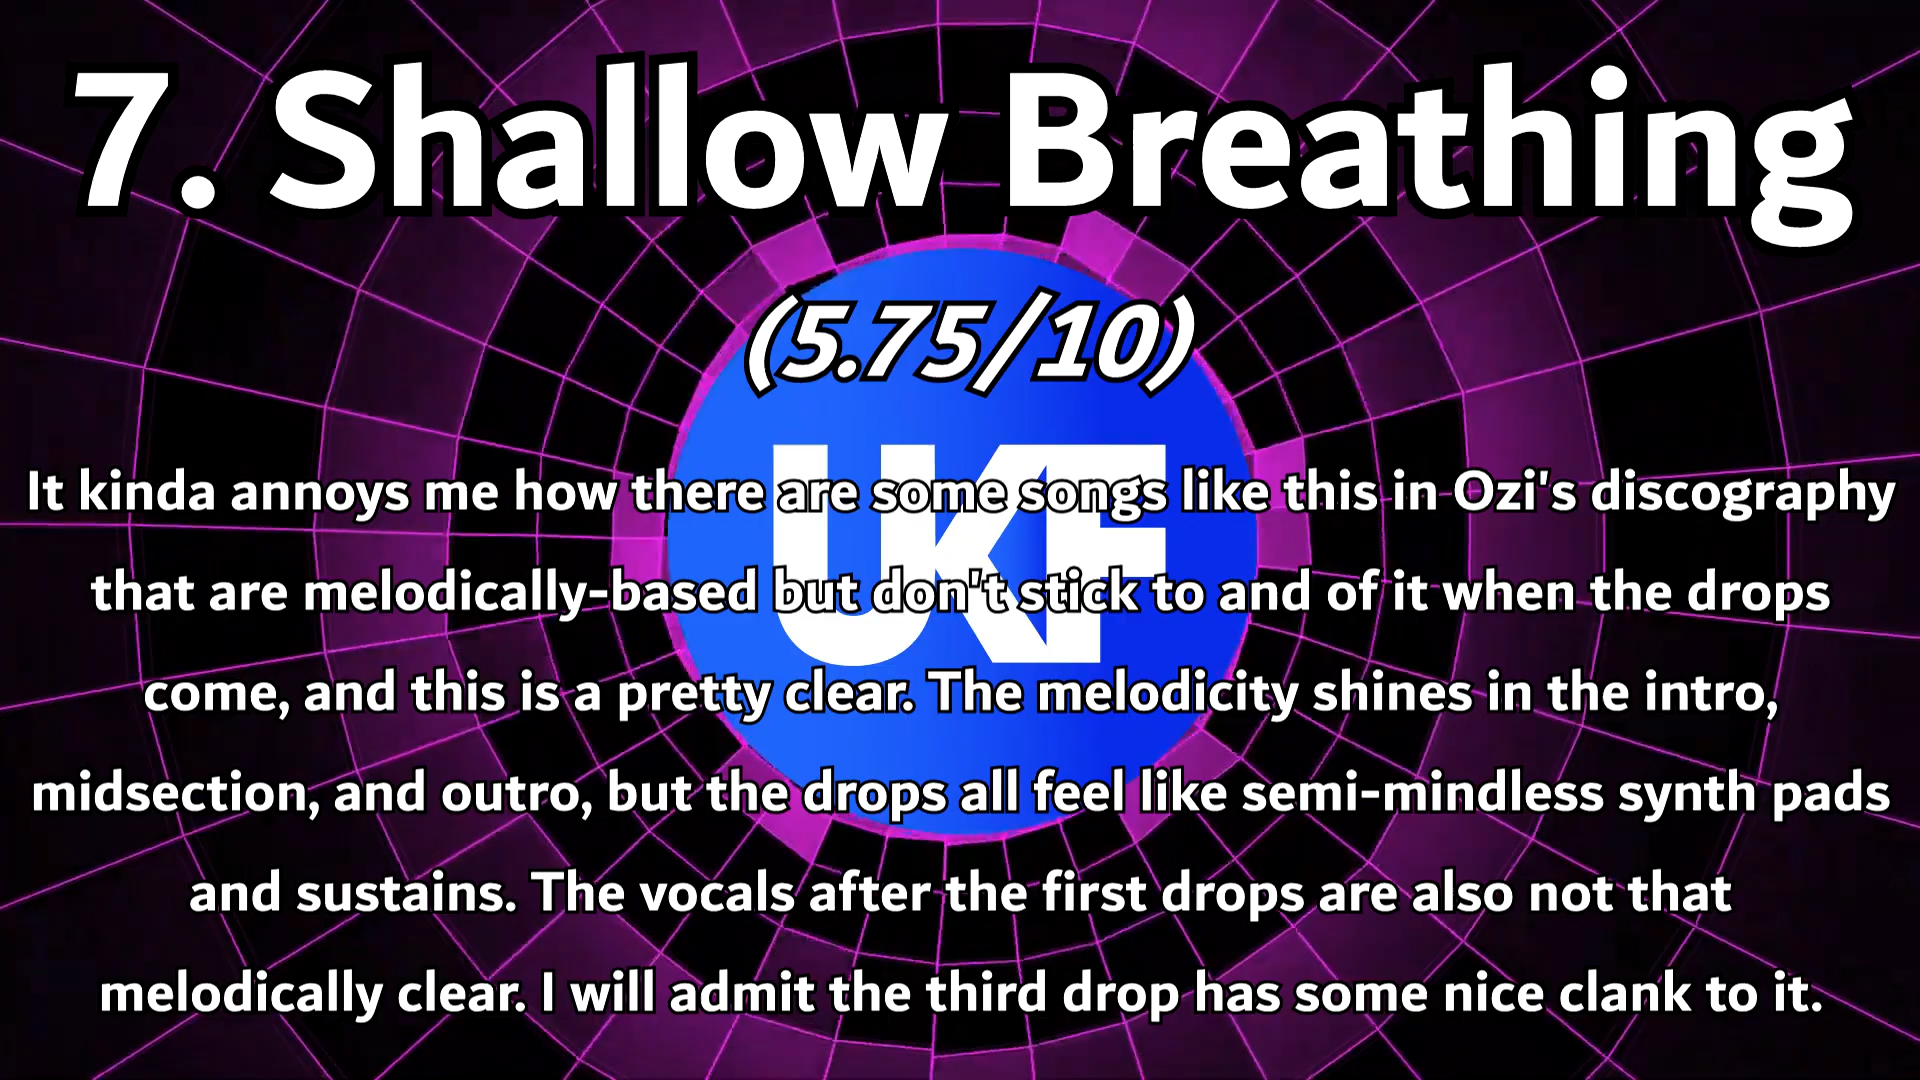 7. Shallow Breathing
(5.75/10)
UKF
It kinda annoys me how there are some songs like this in Ozi's discography
that are melodically-based but don't stick to and of it when the drops
come, and this is a pretty clear. The melodicity shines in the intro,
midsection, and outro, but the drops all feel like semi-mindless synth pads
and sustains. The vocals after the first drops are also not that
melodically clear. I will admit the third drop has some nice clank to it.